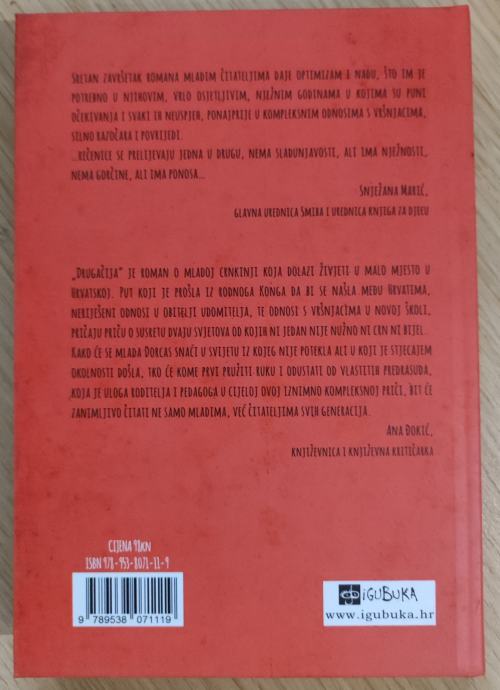 SRETAN ZAVRŠETAK ROMANA MLADIM ČITATELJIMA DAJE OPTIMIZAM I NADU, ŠTO IM JE
POTREBNO U NJIHOVIM, VRLO OSJETLJIVIM, NJEŽNIM GODINAMA U KOJIMA SU PUNI
OČEKIVANJA I SVAKI IH NEUSPJEH, PONAJPRIJE U KOMPLEKSNIM ODNOSIMA S VRŠNJACIMA,
SILNO RAZOČARA I POVRIJEDI.
...REČENICE SE PRELIJEVAJU JEDNA U DRUGU, NEMA SLADUNJAVOSTI, ALI IMA NJEŽNOSTI,
NEMA GORČINE, ALI IMA PONOSA...
SNJEŽANA MARIĆ,
GLAVNA UREDNICA SMIBA I UREDNICA KNJIGA ZA DJECU
„DRUGAČIJA" JE ROMAN O MLADOJ CRNKINJI KOJA DOLAZI ŽIVJETI U MALO MJESTO U
HRVATSKOJ. PUT KOJI JE PROŠLA IZ RODNOGA KONGA DA BI SE NAŠLA MEĐU HRVATIMA,
NERIJEŠENI ODNOSI U OBITELJI UDOMITELJA, TE ODNOSI S VRŠNJACIMA U NOVOJ ŠKOLI,
PRIČAJU PRIČU O SUSRETU DVAJU SVJETOVA OD KOJIH NI JEDAN NIJE NUŽNO NI CRN NI BIJEL.
KAKO ĆE SE MLADA DORCAS SNAĆI U SVIJETU IZ KOJEG NIJE POTEKLA ALI U KOJI JE STJECAJEM
OKOLNOSTI DOŠLA, TKO ĆE KOME PRVI PRUŽITI RUKU I ODUSTATI OD VLASTITIH PREDRASUDA,
KOJA JE ULOGA RODITELJA I PEDAGOGA U CIJELOJ OVOJ IZNIMNO KOMPLEKSNOJ PRIČI, BIT ĆE
ZANIMLJIVO ČITATI NE SAMO MLADIMA, VEĆ ČITATELJIMA SVIH GENERACIJA.
ANA ĐOKIĆ,
KNJIŽEVNICA I KNJIŽEVNA KRITIČARKA
CIJENA 98KN
ISBN 978-953-8071-11-9
9 789538 071119
iGUBUKA
www.igubuka.hr